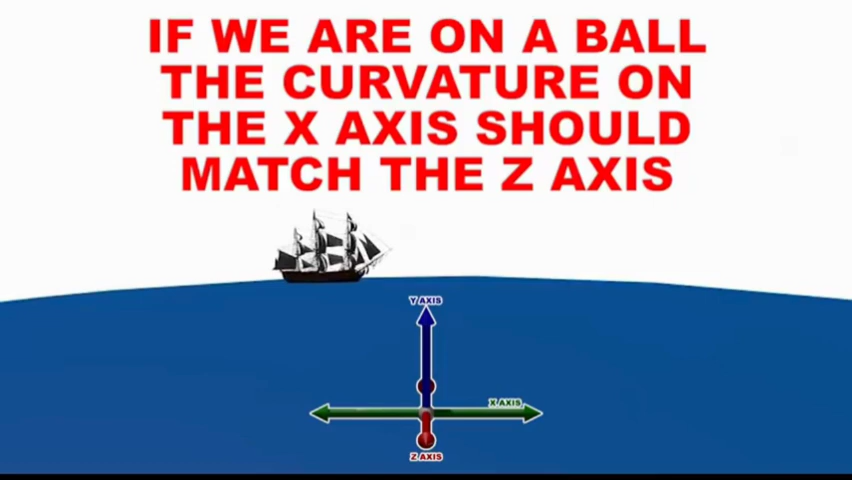 IF WE ARE ON A BALL
THE CURVATURE ON
THE X AXIS SHOULD
MATCH THE Z AXIS
Y AXIS
X AXIS
Z AXIS